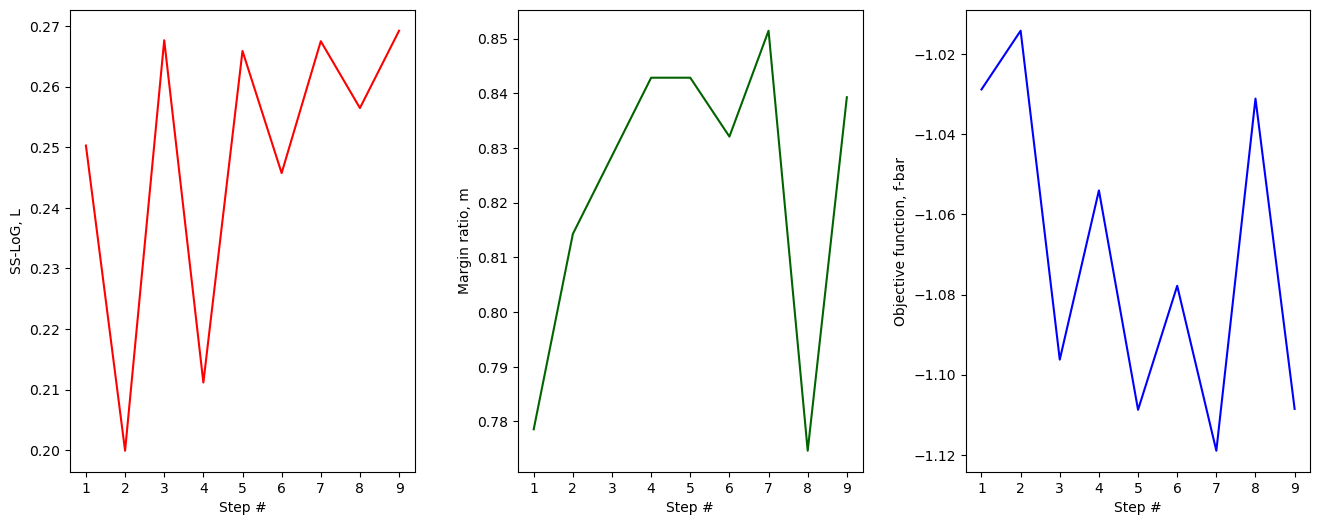 0.27
0.26
0.25
0.24
0.23
0.22
0.21
0.20
SS-LoG, L
1 2 3 4 5 6 7 8 9
Step #
0.85
0.84
0.83
0.82
0.81
0.80
0.79
0.78
Margin ratio, m
1 2 3 4 5 6 7 8 9
Step #
−1.02
−1.04
−1.06
−1.08
−1.10
−1.12
Objective function, f-bar
1 2 3 4 5 6 7 8 9
Step #